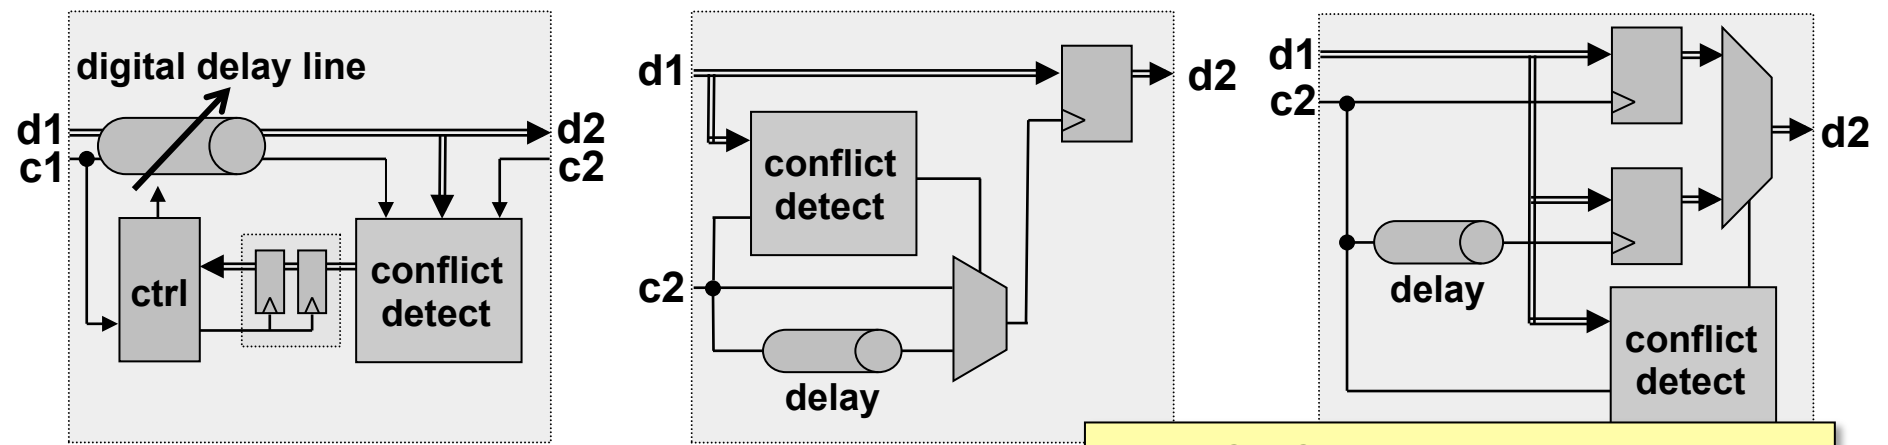 digital delay line
d1
c1
d2
c2
ctrl
conflict
detect
d1
d2
conflict
detect
c2
delay
d1
c2
d2
delay
conflict
detect